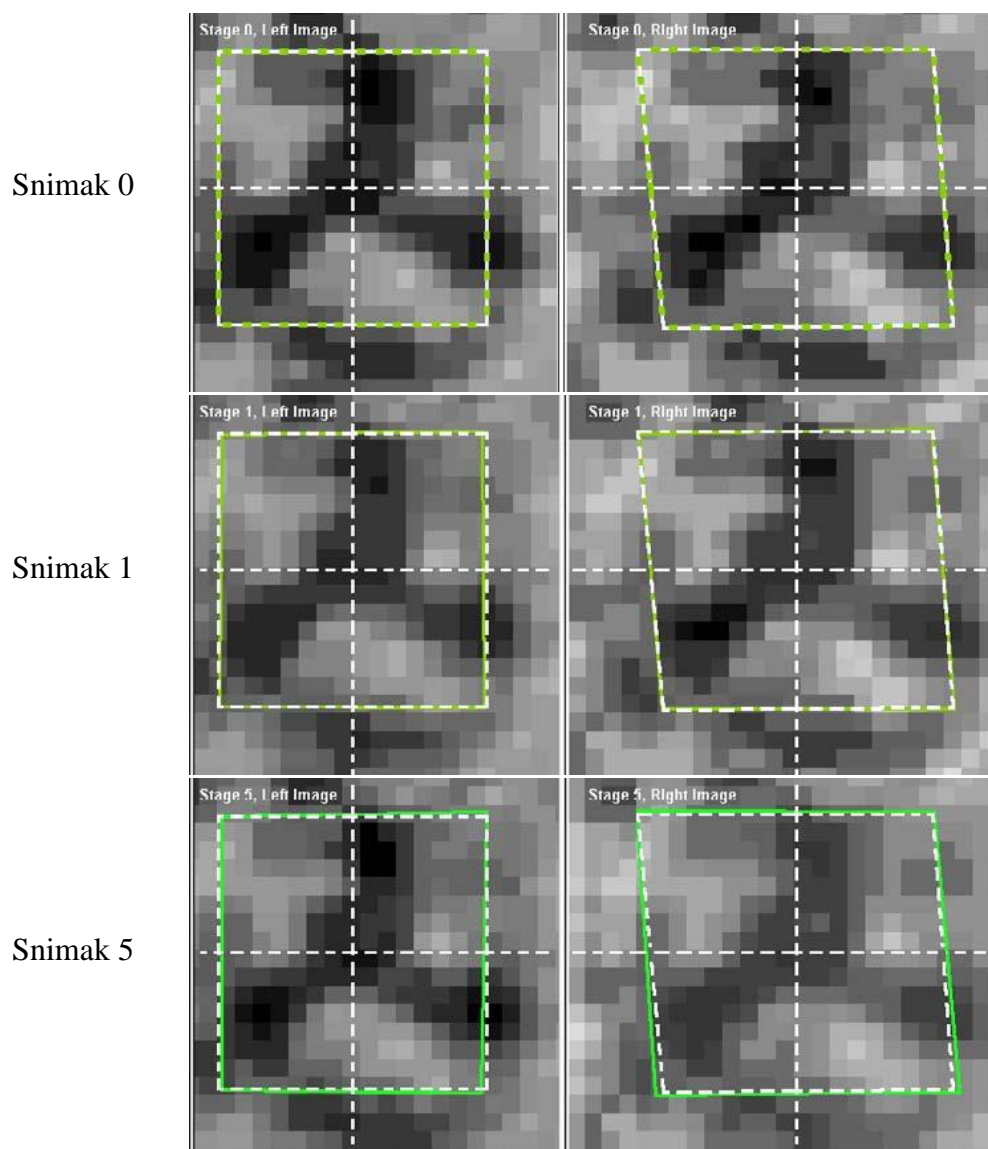 Stage 0, Left Image
Stage 0, Right Image
Snimak 0
Stage 1, Left Image
Stage 1, Right Image
Snimak 1
Stage 5, Left Image
Stage 5, Right Image
Snimak 5